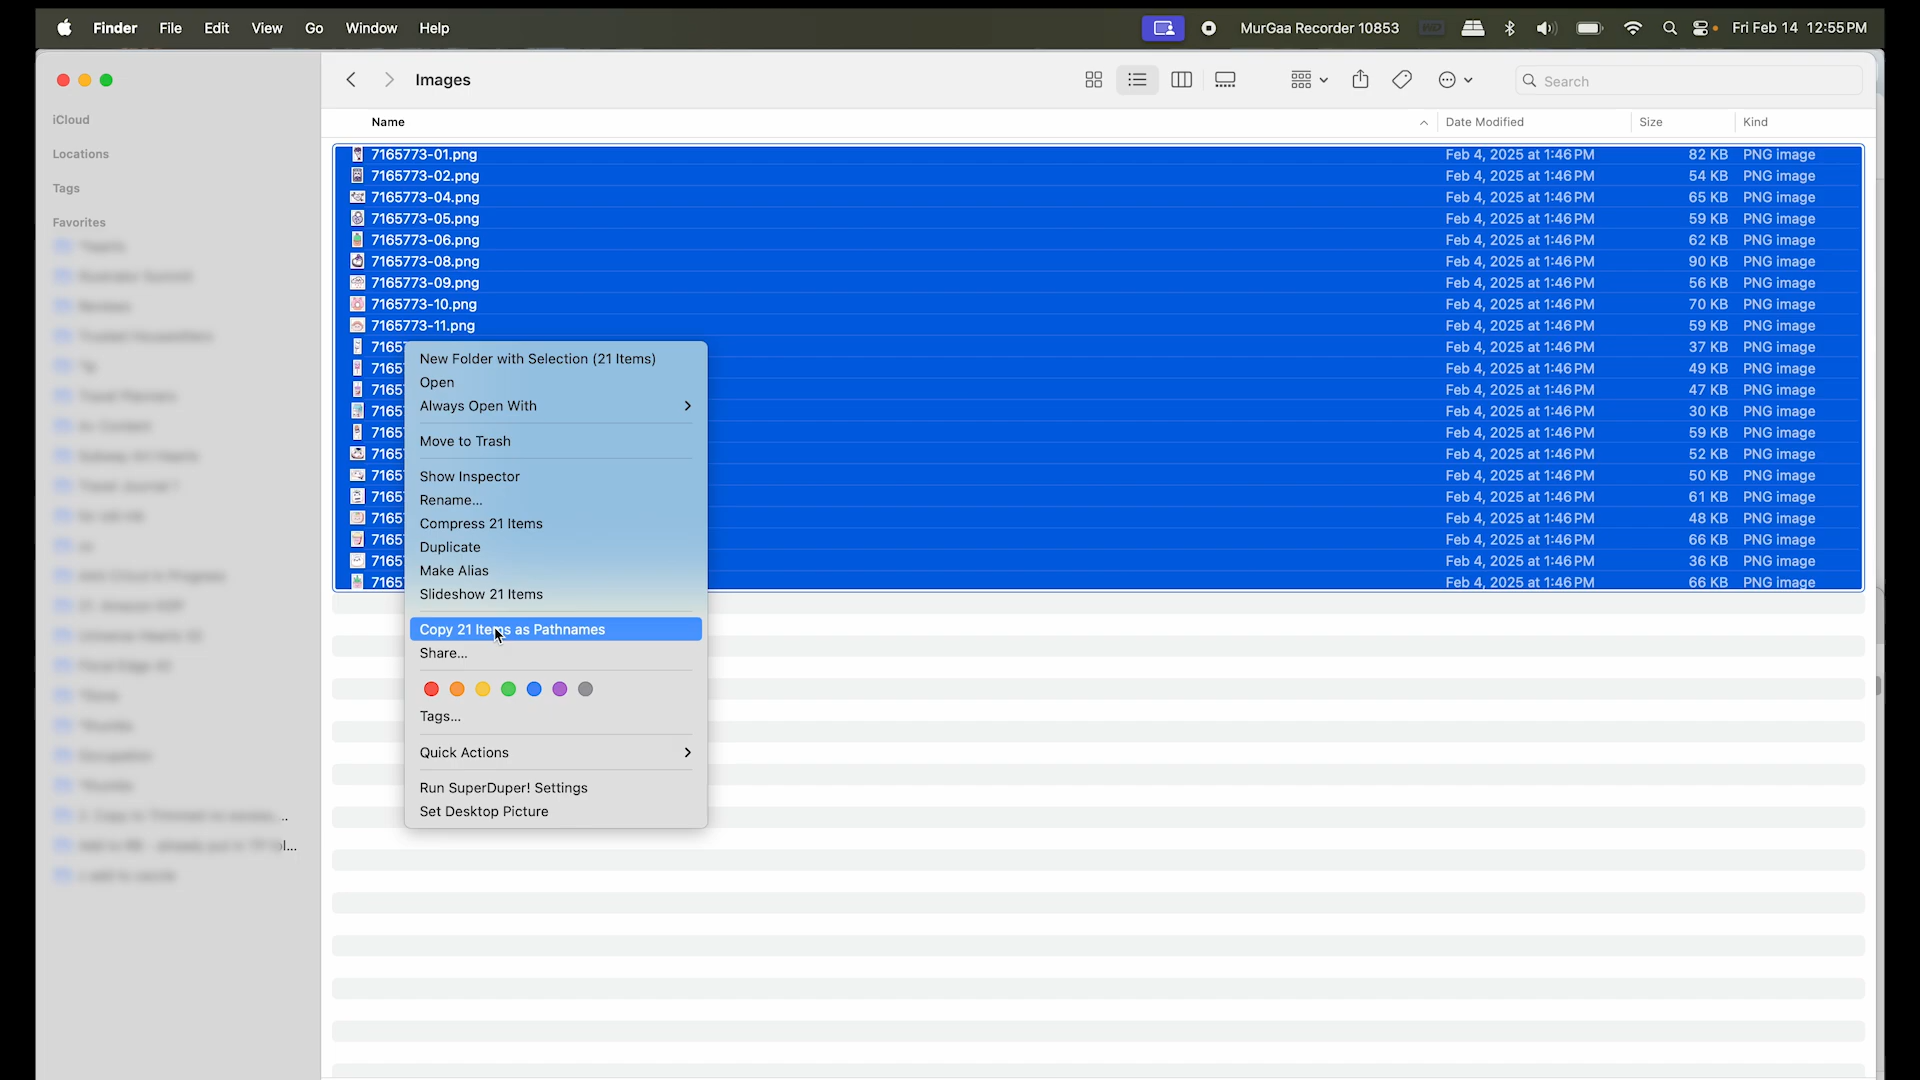 Finder File Edit View Go Window Help MurGaa Recorder 10853 Fri Feb 14 12:55 PM
Images
Search
iCloud
Locations
Tags
Favorites
Name Date Modified Size Kind
7165773-01.png Feb 4, 2025 at 1:46 PM 82 KB PNG image
7165773-02.png Feb 4, 2025 at 1:46 PM 54 KB PNG image
7165773-04.png Feb 4, 2025 at 1:46 PM 65 KB PNG image
7165773-05.png Feb 4, 2025 at 1:46 PM 59 KB PNG image
7165773-06.png Feb 4, 2025 at 1:46 PM 62 KB PNG image
7165773-08.png Feb 4, 2025 at 1:46 PM 90 KB PNG image
7165773-09.png Feb 4, 2025 at 1:46 PM 56 KB PNG image
7165773-10.png Feb 4, 2025 at 1:46 PM 70 KB PNG image
7165773-11.png Feb 4, 2025 at 1:46 PM 59 KB PNG image
7165 Feb 4, 2025 at 1:46 PM 37 KB PNG image
7165 Feb 4, 2025 at 1:46 PM 49 KB PNG image
7165 Feb 4, 2025 at 1:46 PM 47 KB PNG image
7165 Feb 4, 2025 at 1:46 PM 30 KB PNG image
7165 Feb 4, 2025 at 1:46 PM 59 KB PNG image
7165 Feb 4, 2025 at 1:46 PM 52 KB PNG image
7165 Feb 4, 2025 at 1:46 PM 50 KB PNG image
7165 Feb 4, 2025 at 1:46 PM 61 KB PNG image
7165 Feb 4, 2025 at 1:46 PM 48 KB PNG image
7165 Feb 4, 2025 at 1:46 PM 66 KB PNG image
7165 Feb 4, 2025 at 1:46 PM 36 KB PNG image
7165 Feb 4, 2025 at 1:46 PM 66 KB PNG image
New Folder with Selection (21 Items)
Open
Always Open With
Move to Trash
Show Inspector
Rename...
Compress 21 Items
Duplicate
Make Alias
Slideshow 21 Items
Copy 21 Items as Pathnames
Share...
Tags...
Quick Actions
Run SuperDuper! Settings
Set Desktop Picture